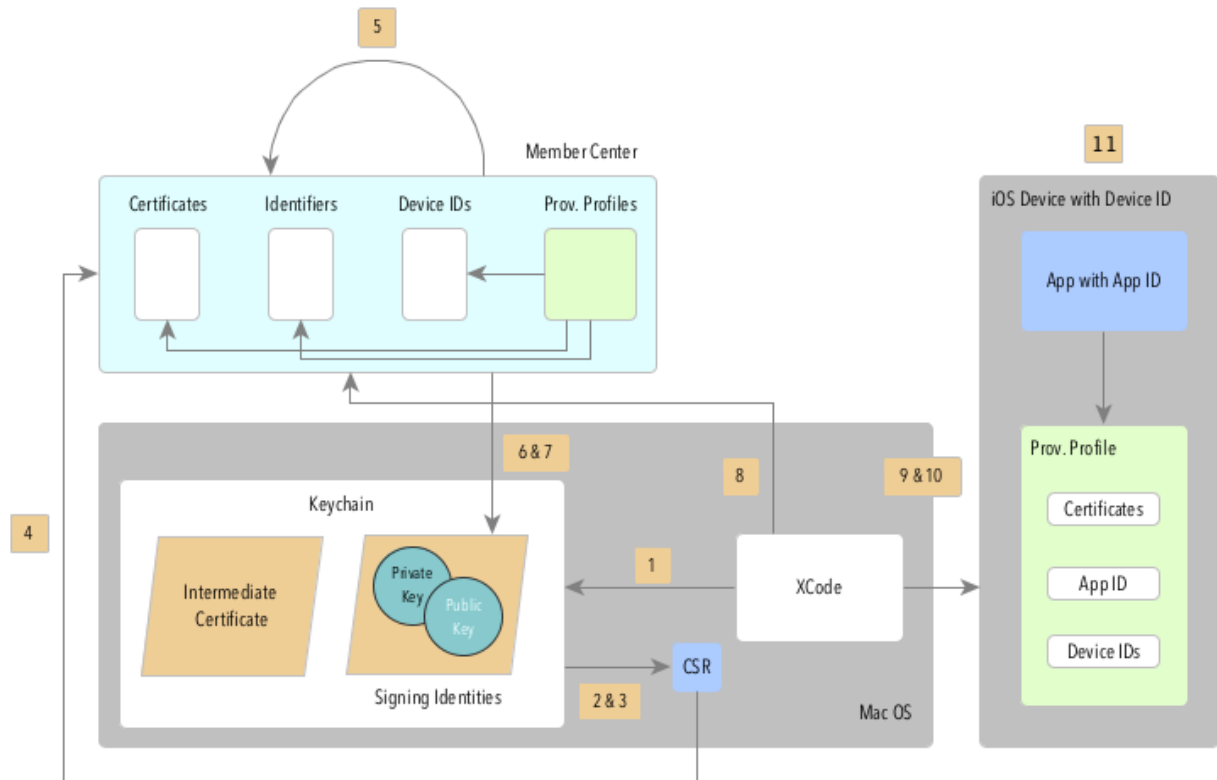 5
Member Center
11
Certificates
Identifiers
Device IDs
Prov. Profiles
iOS Device with Device ID
App with App ID
6 & 7
8
9 & 10
Prov. Profile
Keychain
Certificates
4
1
Private
Key
Public
Key
Intermediate
Certificate
XCode
App ID
Device IDs
CSR
Signing Identities
2 & 3
Mac OS